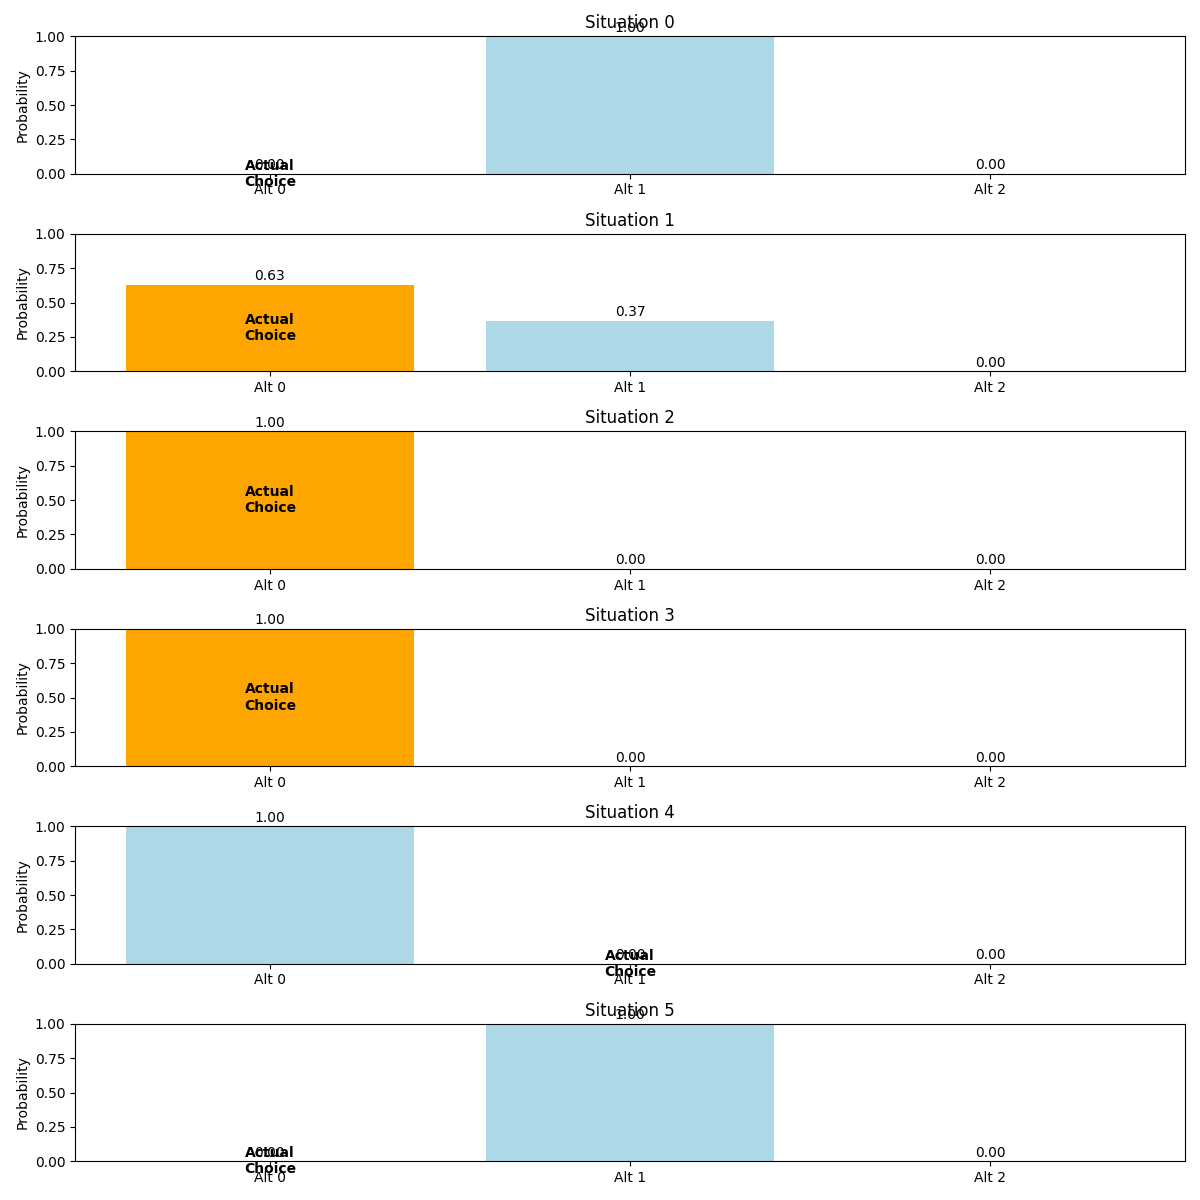 Situation 0
1.00
1.00
0.75
0.50
0.25
0.00
Probability
0.00
Actual
Choice
0.00
Alt 0
Alt 1
Alt 2
Situation 1
1.00
0.75
0.50
0.25
0.00
Probability
0.63
Actual
Choice
0.37
0.00
Alt 0
Alt 1
Alt 2
Situation 2
1.00
1.00
0.75
0.50
0.25
0.00
Probability
Actual
Choice
0.00
0.00
Alt 0
Alt 1
Alt 2
Situation 3
1.00
1.00
0.75
0.50
0.25
0.00
Probability
Actual
Choice
0.00
0.00
Alt 0
Alt 1
Alt 2
Situation 4
1.00
1.00
0.75
0.50
0.25
0.00
Probability
0.00
Actual
Choice
0.00
Alt 0
Alt 1
Alt 2
Situation 5
1.00
1.00
0.75
0.50
0.25
0.00
Probability
0.00
Actual
Choice
0.00
Alt 0
Alt 1
Alt 2